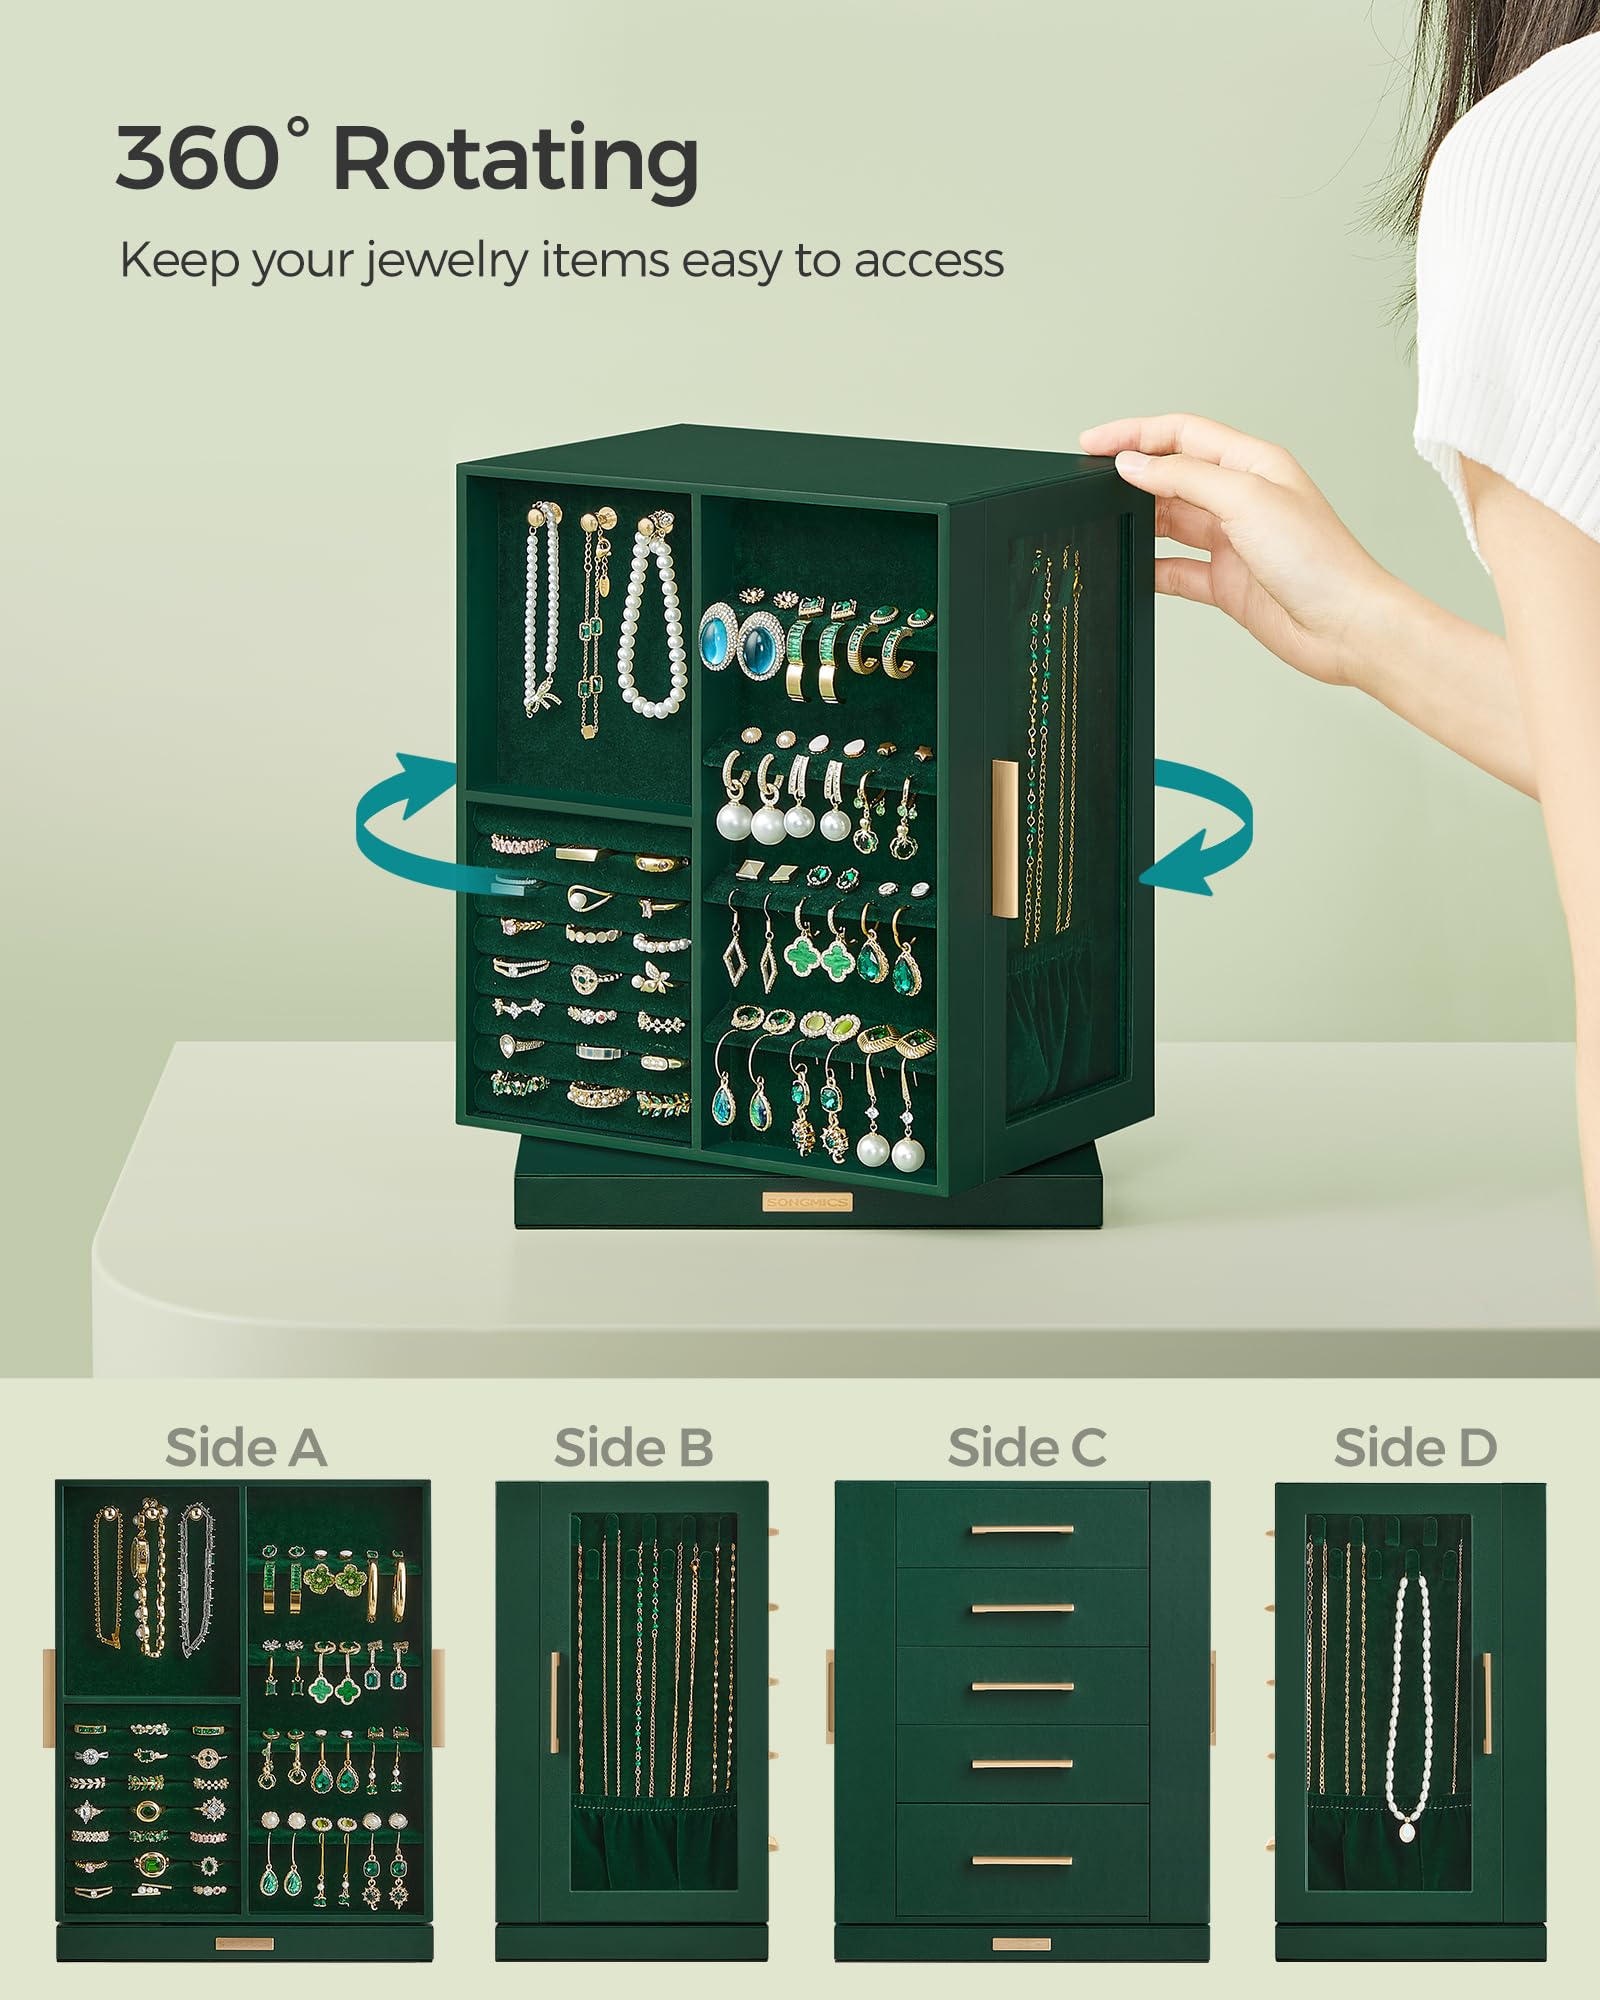 360° Rotating
Keep your jewelry items easy to access
SONGMICS
Side A
Side B
Side C
Side D